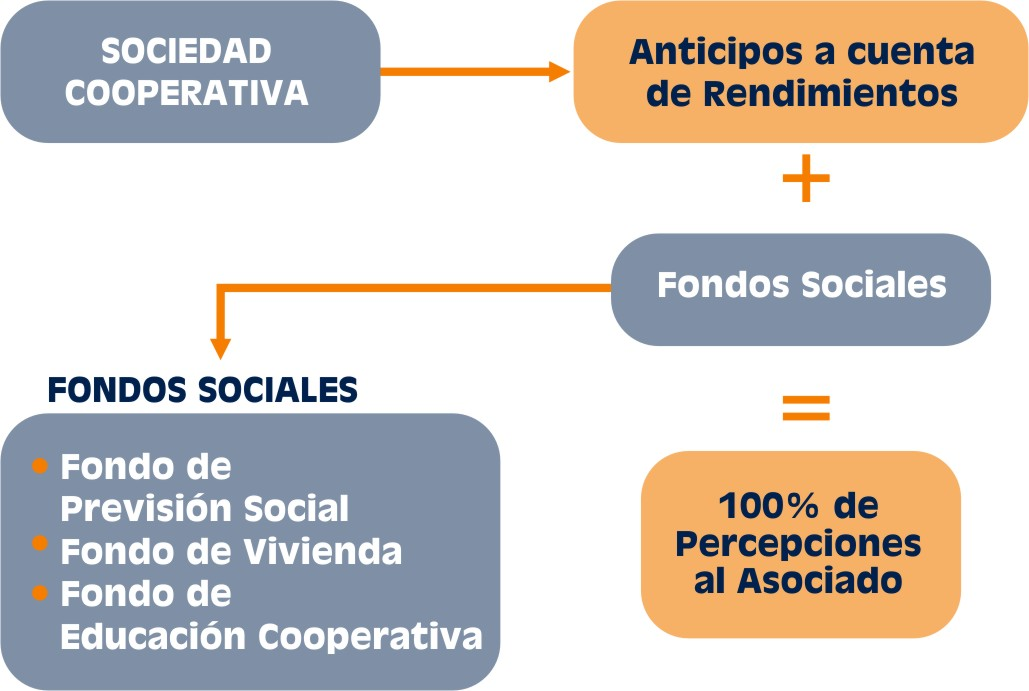 SOCIEDAD
COOPERATIVA
Anticipos a cuenta
de Rendimientos
+
Fondos Sociales
=
100% de
Percepciones
al Asociado
FONDOS SOCIALES
• Fondo de
Previsión Social
• Fondo de Vivienda
• Fondo de
Educación Cooperativa